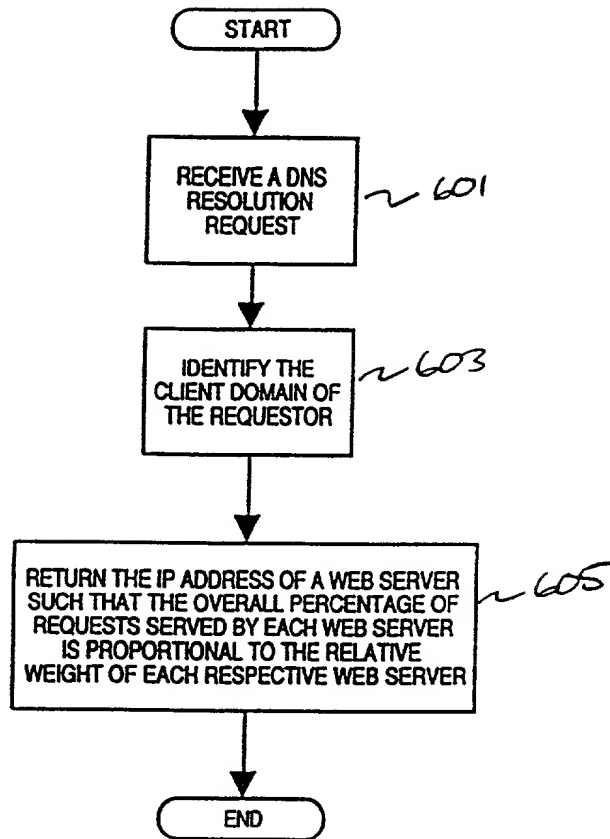 START
RECEIVE A DNS
RESOLUTION
REQUEST
601
IDENTIFY THE
CLIENT DOMAIN OF
THE REQUESTOR
603
RETURN THE IP ADDRESS OF A WEB SERVER
SUCH THAT THE OVERALL PERCENTAGE OF
REQUESTS SERVED BY EACH WEB SERVER
IS PROPORTIONAL TO THE RELATIVE
WEIGHT OF EACH RESPECTIVE WEB SERVER
605
END